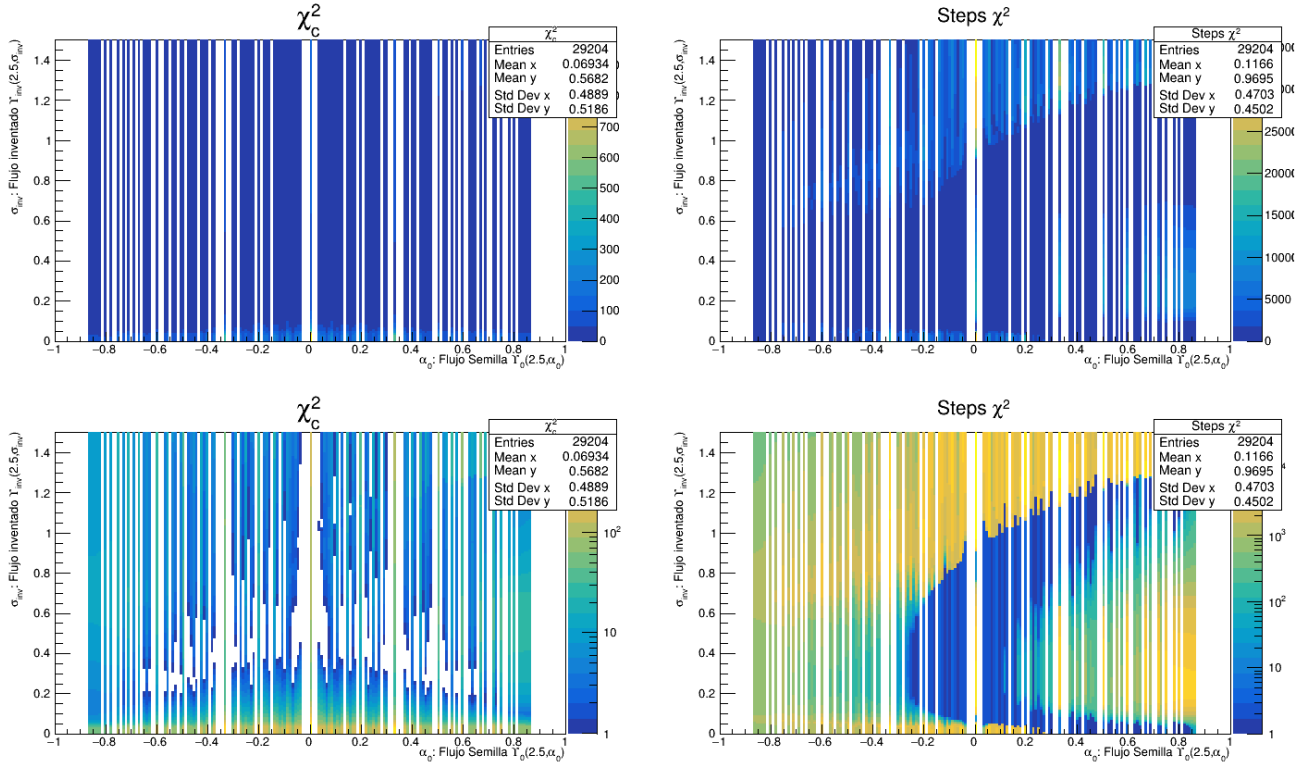 χ²c
σinv: Flujo inventado ϒinv(2.5,σinv)
1.4
1.2
1
0.8
0.6
0.4
0.2
0
−1 −0.8 −0.6 −0.4 −0.2 0 0.2 0.4 0.6 0.8 1
α0: Flujo Semilla ϒ0(2.5,α0)
χ²c
Entries 29204
Mean x 0.06934
Mean y 0.5682
Std Dev x 0.4889
Std Dev y 0.5186
700
600
500
400
300
200
100
0
Steps χ²
σinv: Flujo inventado ϒinv(2.5,σinv)
1.4
1.2
1
0.8
0.6
0.4
0.2
0
−1 −0.8 −0.6 −0.4 −0.2 0 0.2 0.4 0.6 0.8 1
α0: Flujo Semilla ϒ0(2.5,α0)
Steps χ²
Entries 29204
Mean x 0.1166
Mean y 0.9695
Std Dev x 0.4703
Std Dev y 0.4502
25000
20000
15000
10000
5000
0
χ²c
σinv: Flujo inventado ϒinv(2.5,σinv)
1.4
1.2
1
0.8
0.6
0.4
0.2
0
−1 −0.8 −0.6 −0.4 −0.2 0 0.2 0.4 0.6 0.8 1
α0: Flujo Semilla ϒ0(2.5,α0)
χ²c
Entries 29204
Mean x 0.06934
Mean y 0.5682
Std Dev x 0.4889
Std Dev y 0.5186
10²
10
1
Steps χ²
σinv: Flujo inventado ϒinv(2.5,σinv)
1.4
1.2
1
0.8
0.6
0.4
0.2
0
−1 −0.8 −0.6 −0.4 −0.2 0 0.2 0.4 0.6 0.8 1
α0: Flujo Semilla ϒ0(2.5,α0)
Steps χ²
Entries 29204
Mean x 0.1166
Mean y 0.9695
Std Dev x 0.4703
Std Dev y 0.4502
10³
10²
10
1